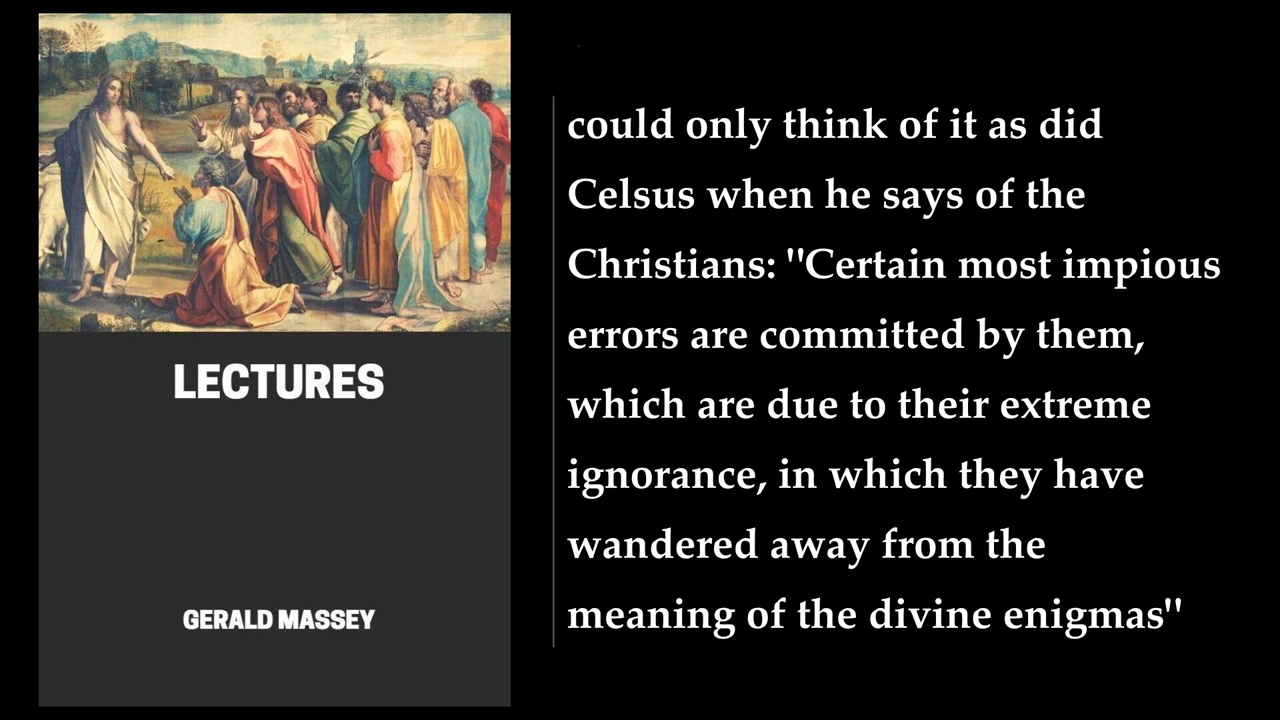 LECTURES
GERALD MASSEY
could only think of it as did
Celsus when he says of the
Christians: "Certain most impious
errors are committed by them,
which are due to their extreme
ignorance, in which they have
wandered away from the
meaning of the divine enigmas"